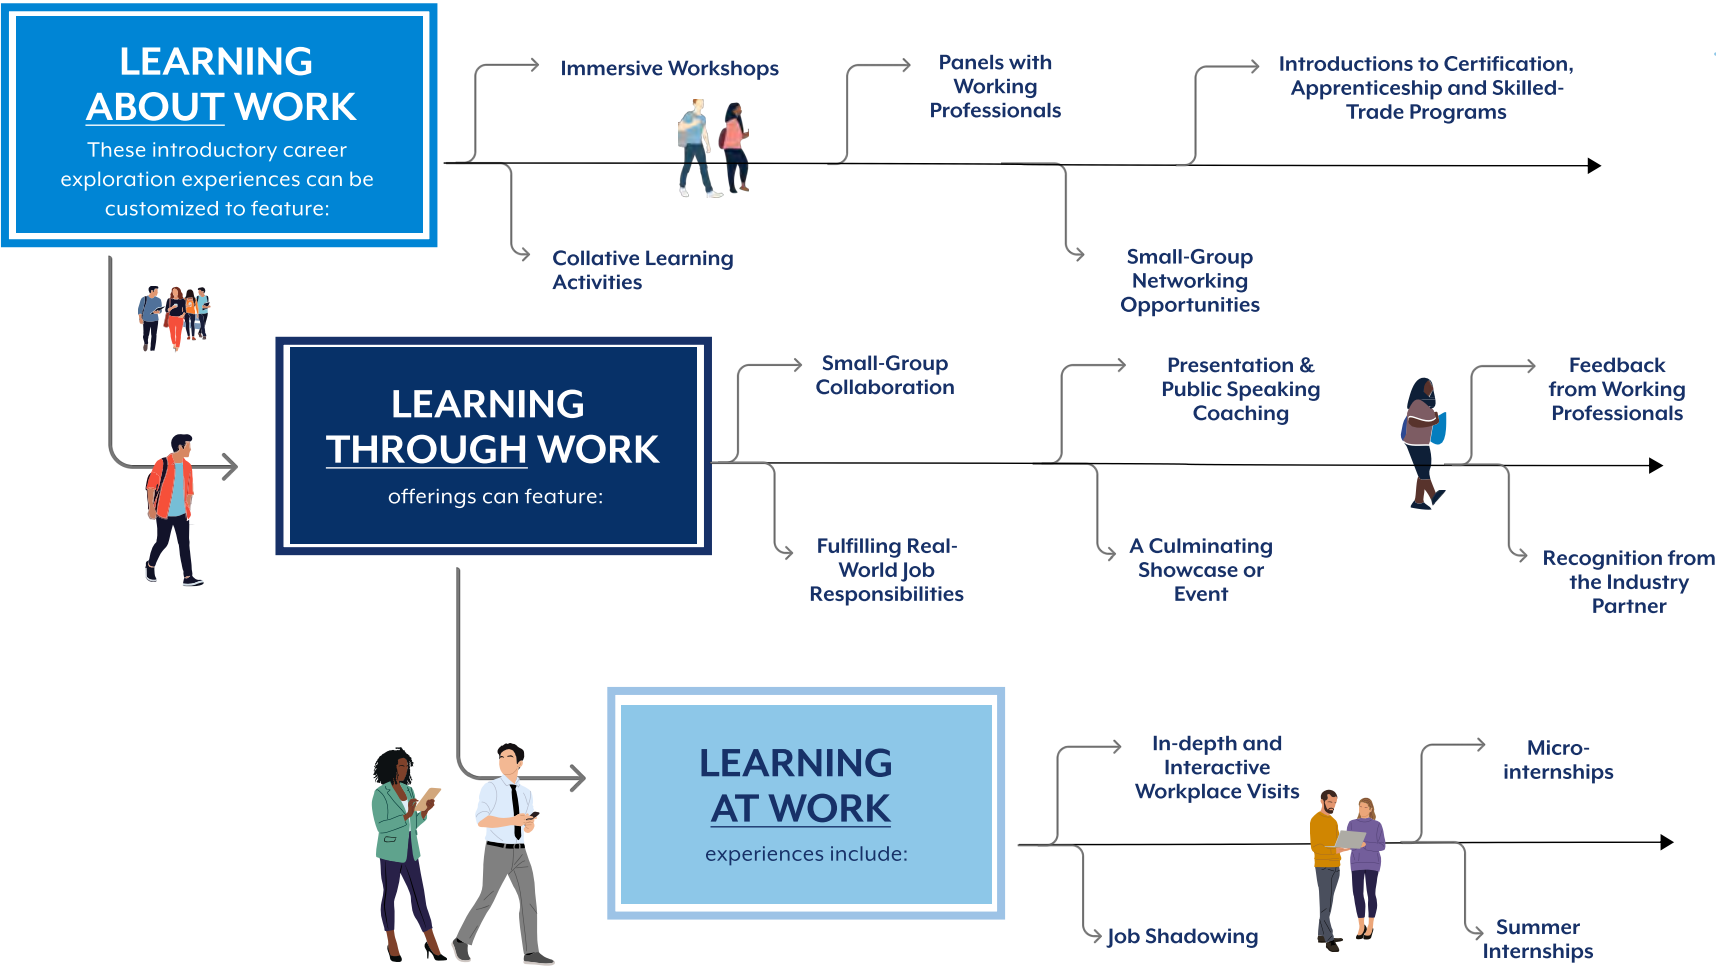 LEARNING
ABOUT WORK
These introductory career
exploration experiences can be
customized to feature:
Immersive Workshops
Panels with
Working
Professionals
Introductions to Certification,
Apprenticeship and Skilled-
Trade Programs
Collative Learning
Activities
Small-Group
Networking
Opportunities
LEARNING
THROUGH WORK
offerings can feature:
Small-Group
Collaboration
Presentation &
Public Speaking
Coaching
Feedback
from Working
Professionals
Fulfilling Real-
World Job
Responsibilities
A Culminating
Showcase or
Event
Recognition from
the Industry
Partner
LEARNING
AT WORK
experiences include:
In-depth and
Interactive
Workplace Visits
Micro-
internships
Job Shadowing
Summer
Internships